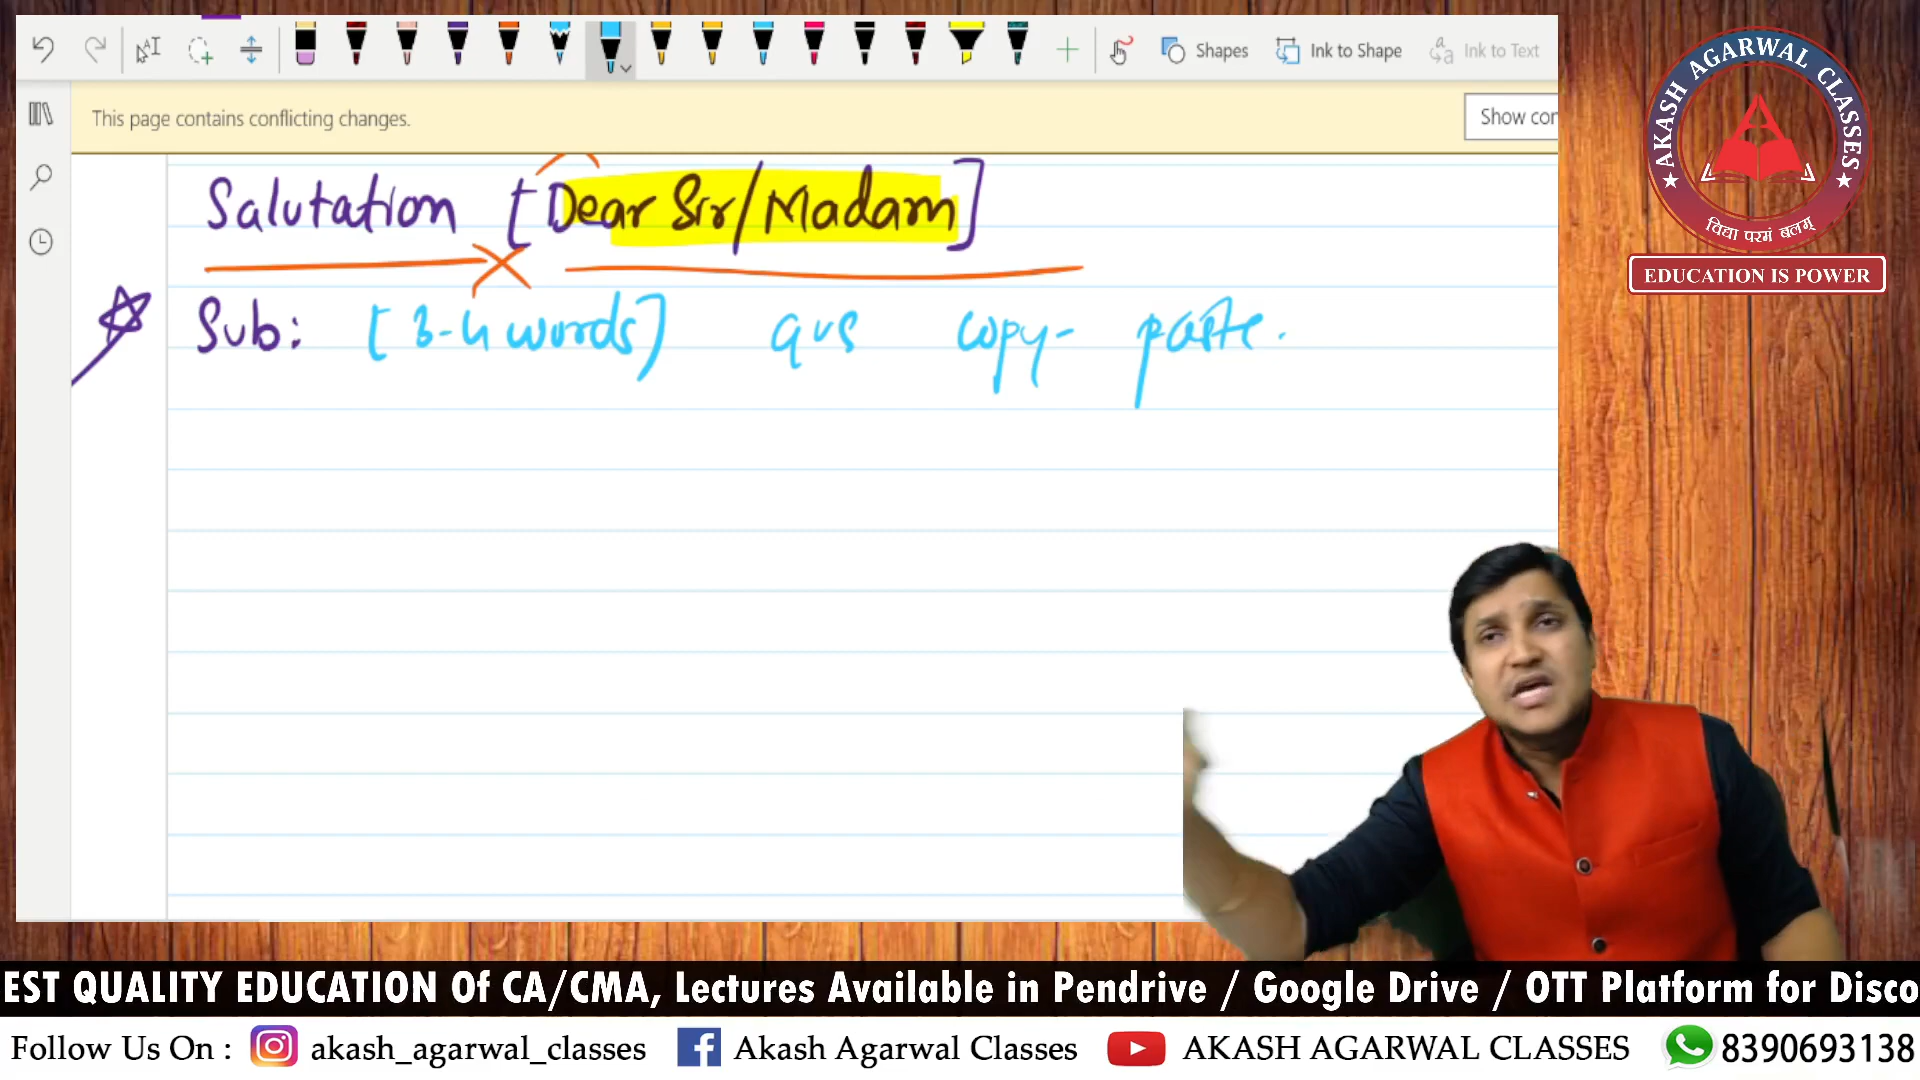 Shapes Ink to Shape Ink to Text
This page contains conflicting changes.
Show con
Salutation [Dear Sir/Madam]
Sub: [3-4 words] qus copy- paste.
AKASH AGARWAL CLASSES
विद्या परमं बलम्
EDUCATION IS POWER
EST QUALITY EDUCATION Of CA/CMA, Lectures Available in Pendrive / Google Drive / OTT Platform for Disco
Follow Us On : akash_agarwal_classes Akash Agarwal Classes AKASH AGARWAL CLASSES 8390693138